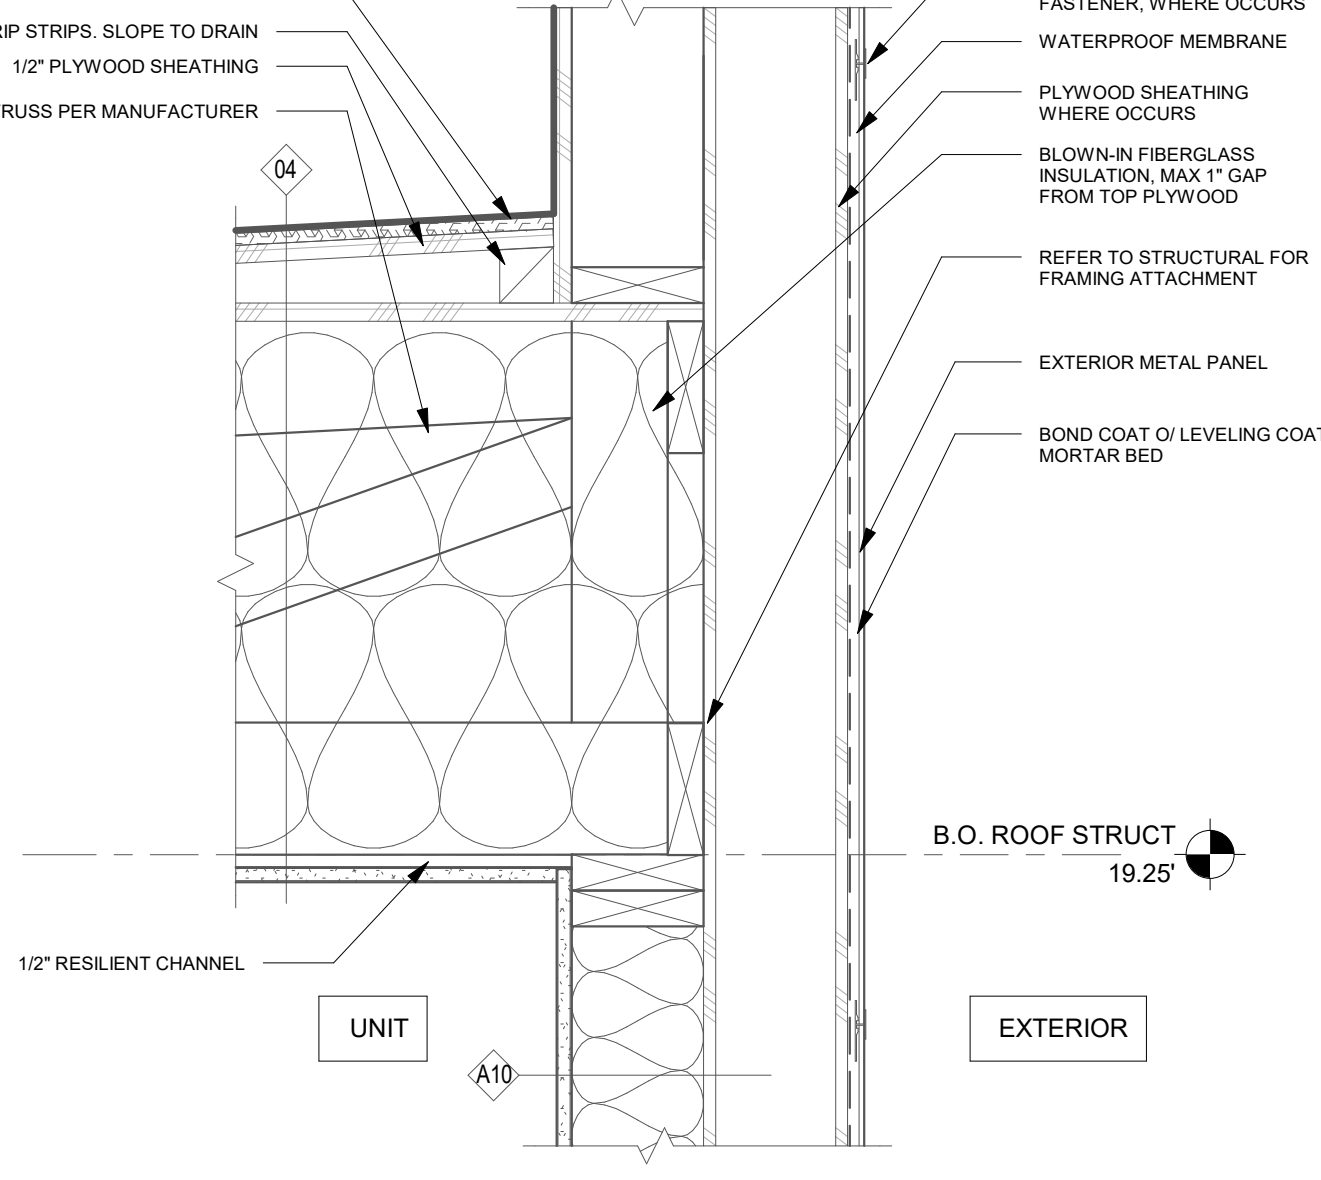 RIP STRIPS. SLOPE TO DRAIN
1/2" PLYWOOD SHEATHING
TRUSS PER MANUFACTURER
04
FASTENER, WHERE OCCURS
WATERPROOF MEMBRANE
PLYWOOD SHEATHING
WHERE OCCURS
BLOWN-IN FIBERGLASS
INSULATION, MAX 1" GAP
FROM TOP PLYWOOD
REFER TO STRUCTURAL FOR
FRAMING ATTACHMENT
EXTERIOR METAL PANEL
BOND COAT O/ LEVELING COAT
MORTAR BED
B.O. ROOF STRUCT
19.25'
1/2" RESILIENT CHANNEL
UNIT
EXTERIOR
A10